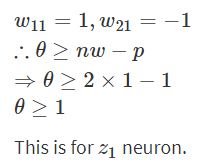 w₁₁ = 1, w₂₁ = −1
∴ θ ≥ nw − p
⇒ θ ≥ 2 × 1 − 1
θ ≥ 1
This is for z₁ neuron.